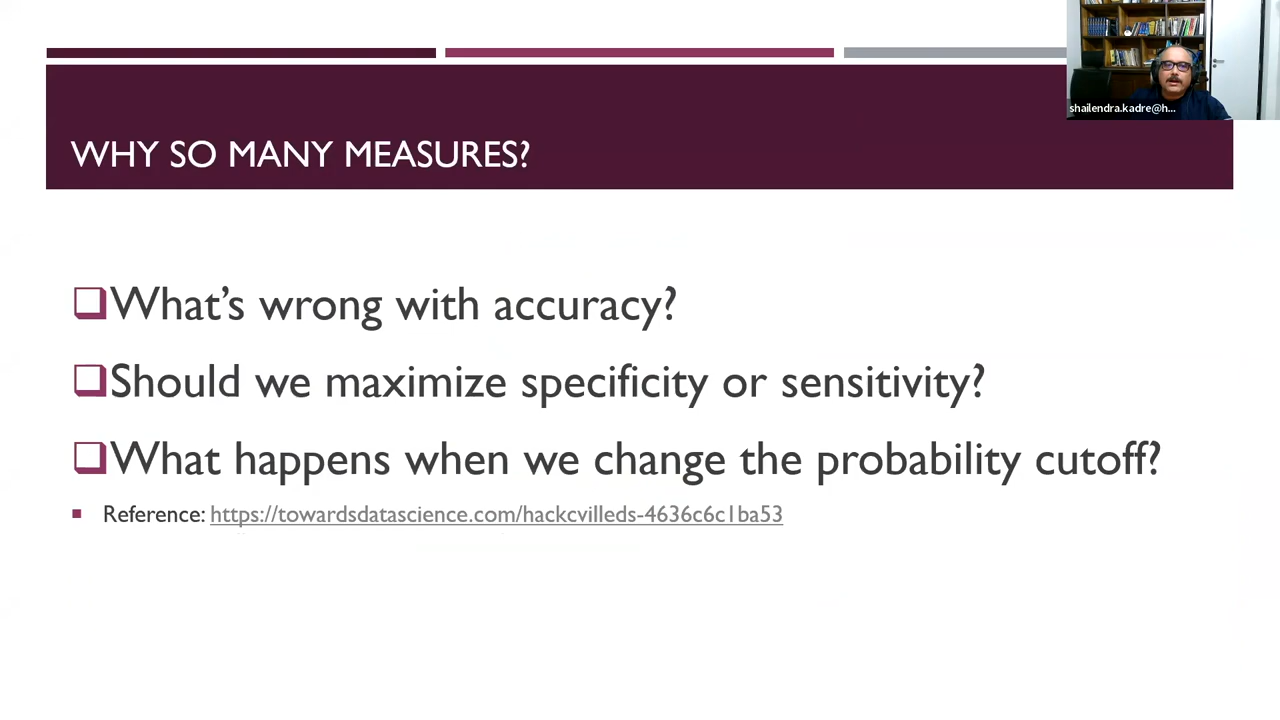 shailendra.kadre@h...
WHY SO MANY MEASURES?
What's wrong with accuracy?
Should we maximize specificity or sensitivity?
What happens when we change the probability cutoff?
Reference: https://towardsdatascience.com/hackcvilleds-4636c6c1ba53